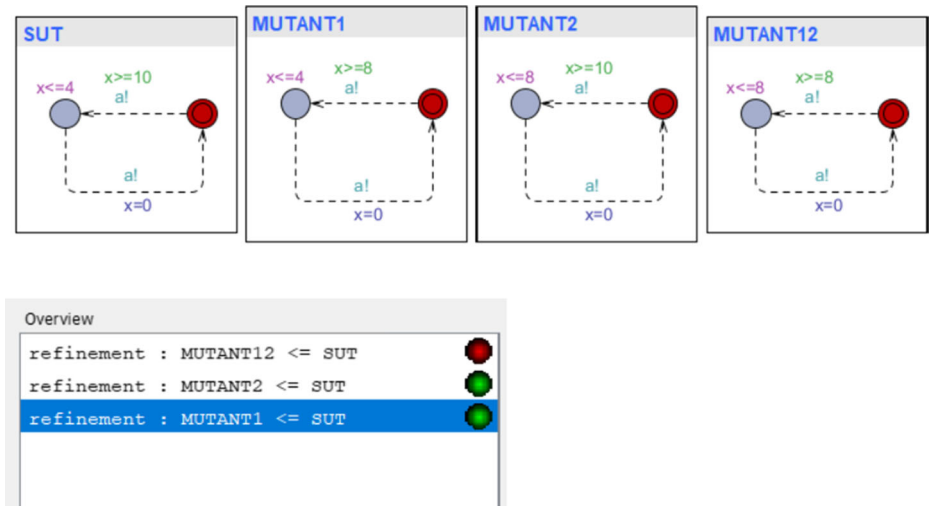 SUT
x<=4
x>=10
a!
a!
x=0
MUTANT1
x<=4
x>=8
a!
a!
x=0
MUTANT2
x<=8
x>=10
a!
a!
x=0
MUTANT12
x<=8
x>=8
a!
a!
x=0
Overview
refinement : MUTANT12 <= SUT
refinement : MUTANT2 <= SUT
refinement : MUTANT1 <= SUT